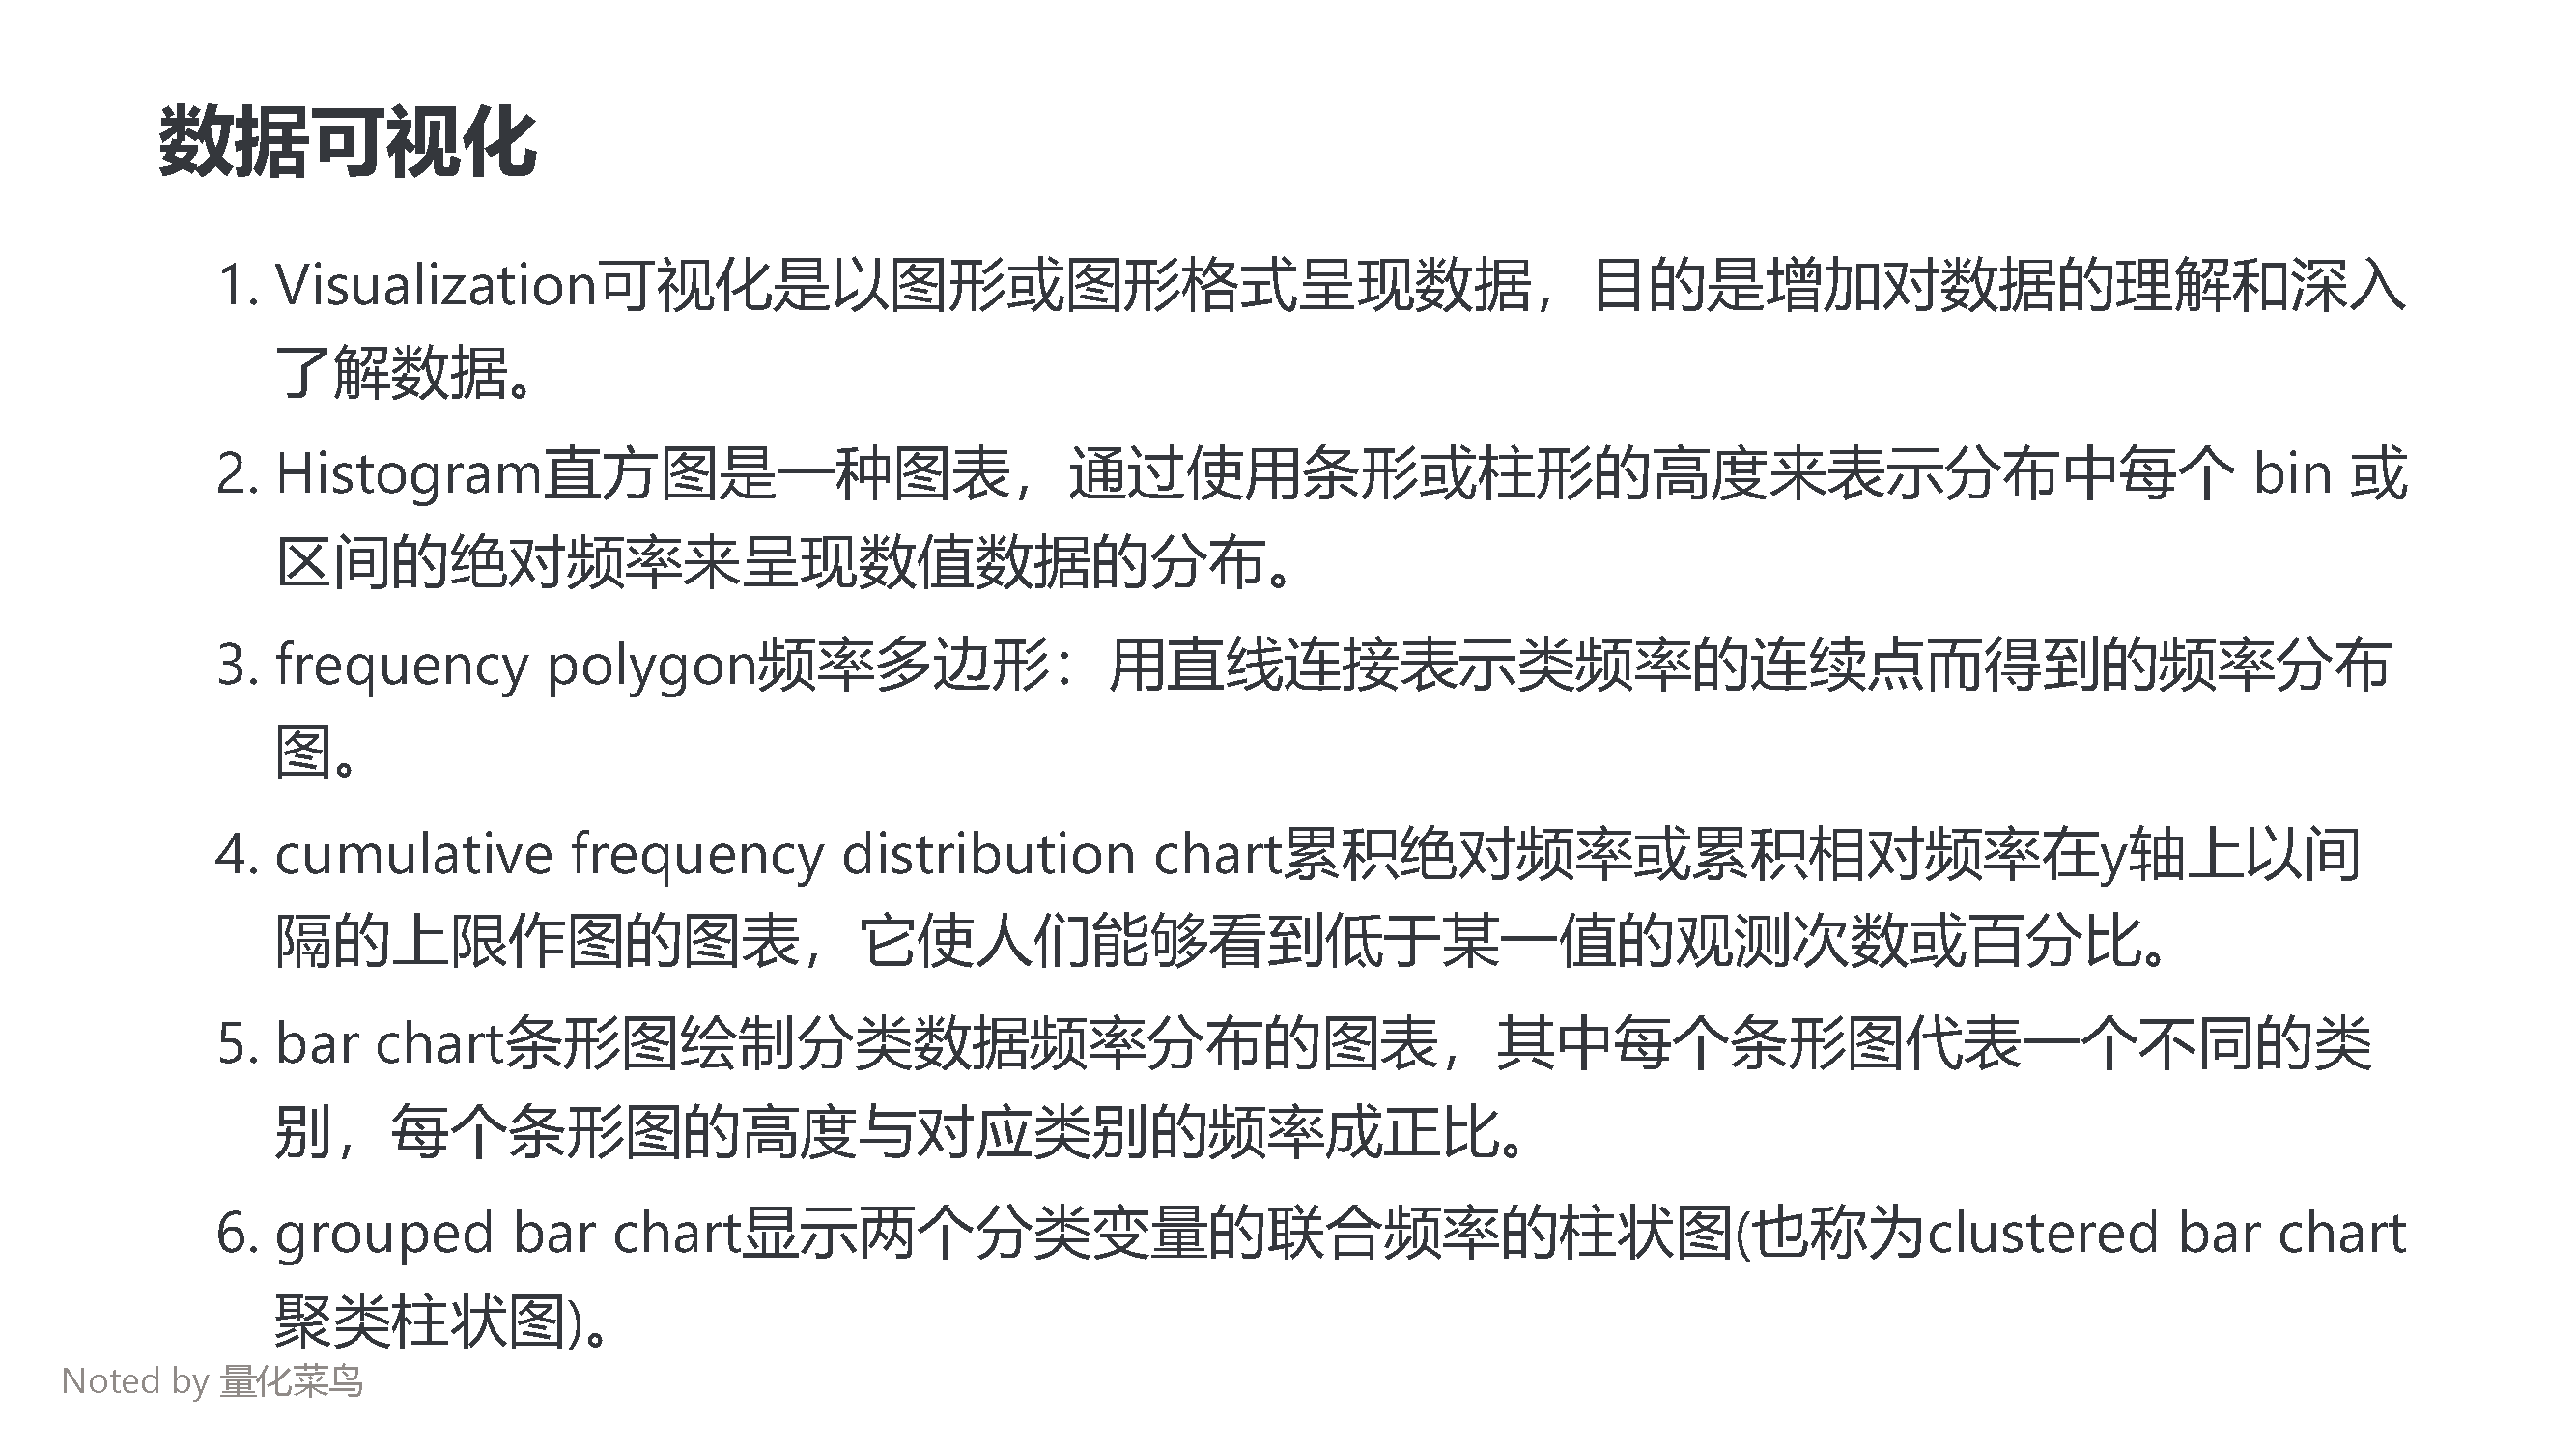 数据可视化
1. Visualization可视化是以图形或图形格式呈现数据，目的是增加对数据的理解和深入
了解数据。
2. Histogram直方图是一种图表，通过使用条形或柱形的高度来表示分布中每个 bin 或
区间的绝对频率来呈现数值数据的分布。
3. frequency polygon频率多边形：用直线连接表示类频率的连续点而得到的频率分布
图。
4. cumulative frequency distribution chart累积绝对频率或累积相对频率在y轴上以间
隔的上限作图的图表，它使人们能够看到低于某一值的观测次数或百分比。
5. bar chart条形图绘制分类数据频率分布的图表，其中每个条形图代表一个不同的类
别，每个条形图的高度与对应类别的频率成正比。
6. grouped bar chart显示两个分类变量的联合频率的柱状图(也称为clustered bar chart
聚类柱状图)。
Noted by 量化菜鸟